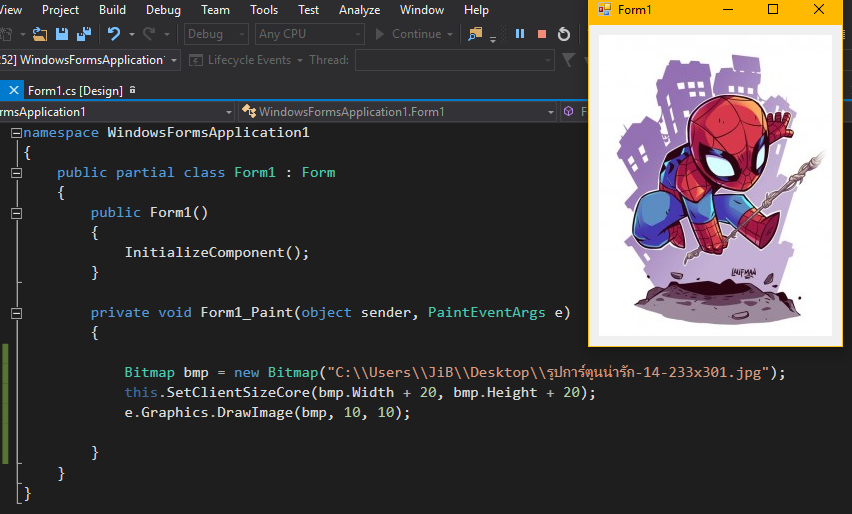 View Project Build Debug Team Tools Test Analyze Window Help
Debug Any CPU Continue
252] WindowsFormsApplication Lifecycle Events Thread:
Form1.cs [Design]
rmsApplication1 WindowsFormsApplication1.Form1 F
namespace WindowsFormsApplication1
{
public partial class Form1 : Form
{
public Form1()
{
InitializeComponent();
}
private void Form1_Paint(object sender, PaintEventArgs e)
{
Bitmap bmp = new Bitmap("C:\\Users\\JiB\\Desktop\\รูปการ์ตูนน่ารัก-14-233x301.jpg");
this.SetClientSizeCore(bmp.Width + 20, bmp.Height + 20);
e.Graphics.DrawImage(bmp, 10, 10);
}
}
}
Form1